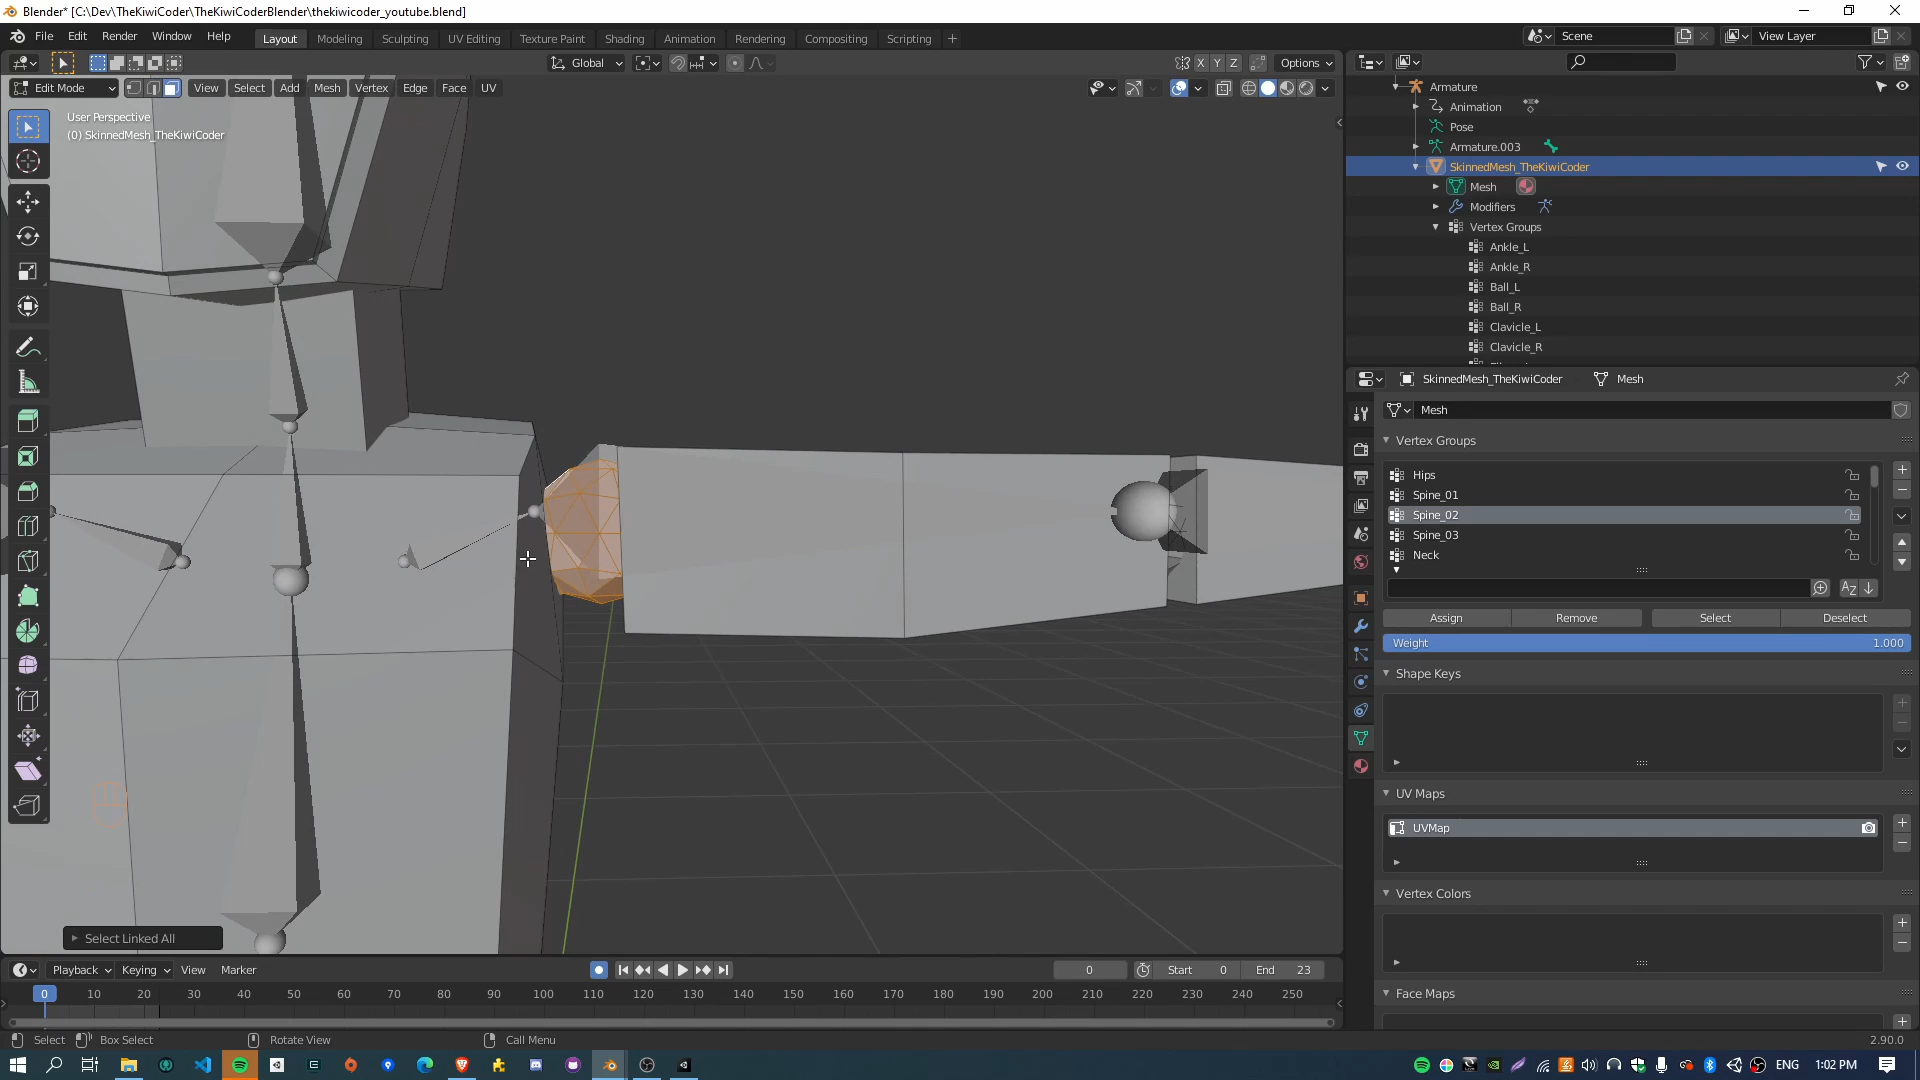 Blender* [C:\Dev\TheKiwiCoder\TheKiwiCoderBlender\thekiwicoder_youtube.blend]
File Edit Render Window Help
Layout Modeling Sculpting UV Editing Texture Paint Shading Animation Rendering Compositing Scripting +
Scene
View Layer
Global
X Y Z
Options
Edit Mode
View Select Add Mesh Vertex Edge Face UV
User Perspective
(0) SkinnedMesh_TheKiwiCoder
Armature
Animation
Pose
Armature.003
SkinnedMesh_TheKiwiCoder
Mesh
Modifiers
Vertex Groups
Ankle_L
Ankle_R
Ball_L
Ball_R
Clavicle_L
Clavicle_R
SkinnedMesh_TheKiwiCoder
Mesh
Mesh
Vertex Groups
Hips
Spine_01
Spine_02
Spine_03
Neck
Assign Remove Select Deselect
Weight 1.000
Shape Keys
UV Maps
UVMap
Vertex Colors
Face Maps
Select Linked All
Playback Keying View Marker
0
Start 0
End 23
0 10 20 30 40 50 60 70 80 90 100 110 120 130 140 150 160 170 180 190 200 210 220 230 240 250
Select
Box Select
Rotate View
Call Menu
2.90.0
ENG
1:02 PM